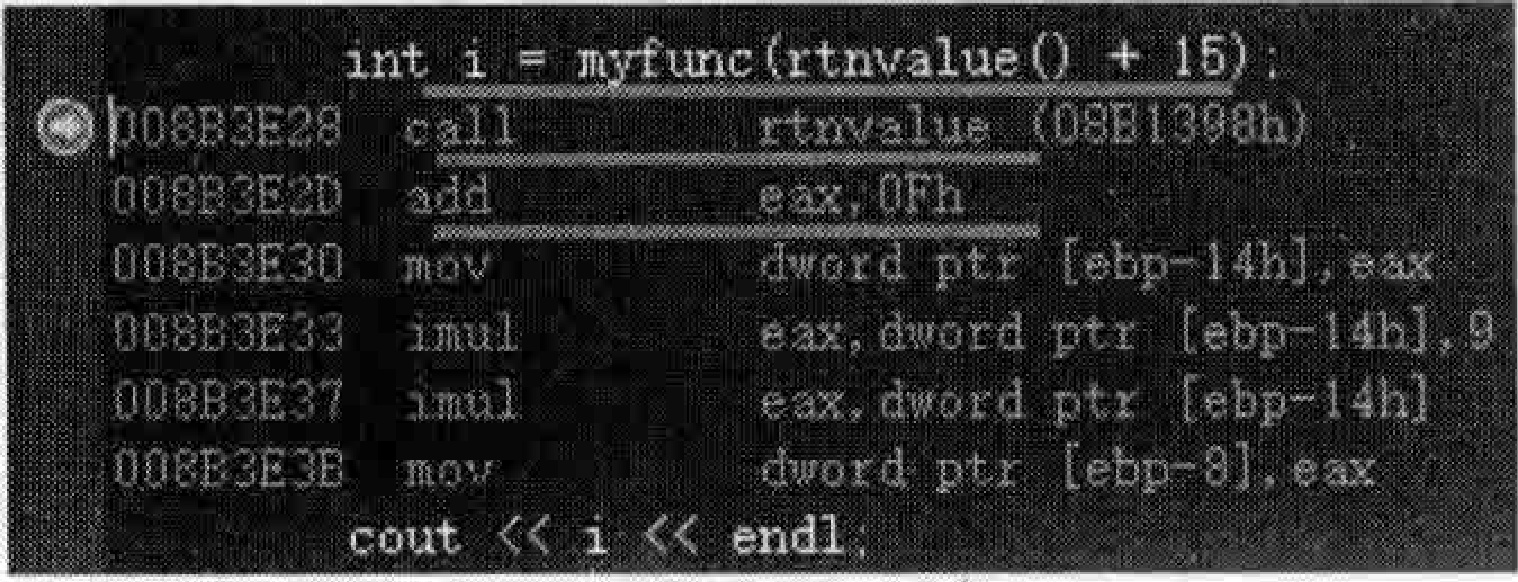 int i = myfunc(rtnvalue() + 15);
008B3E28 call rtnvalue (08B1398h)
008B3E2D add eax,0Fh
008B3E30 mov dword ptr [ebp-14h],eax
008B3E33 imul eax,dword ptr [ebp-14h],9
008B3E37 imul eax,dword ptr [ebp-14h]
008B3E3B mov dword ptr [ebp-8],eax
cout << i << endl;